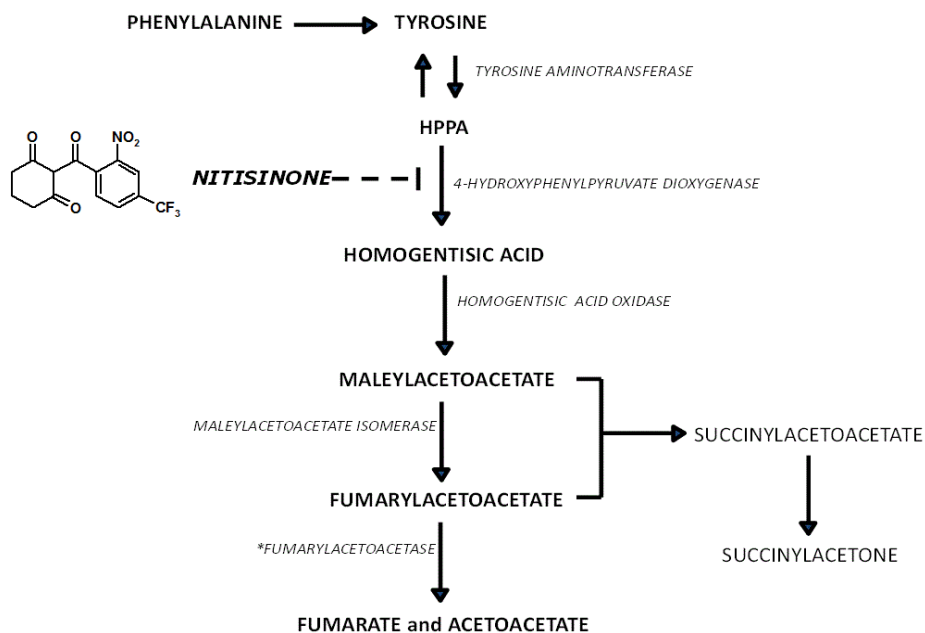 PHENYLALANINE
TYROSINE
TYROSINE AMINOTRANSFERASE
HPPA
O
O
NO2
O
CF3
NITISINONE
4-HYDROXYPHENYLPYRUVATE DIOXYGENASE
HOMOGENTISIC ACID
HOMOGENTISIC ACID OXIDASE
MALEYLACETOACETATE
MALEYLACETOACETATE ISOMERASE
SUCCINYLACETOACETATE
FUMARYLACETOACETATE
*FUMARYLACETOACETASE
SUCCINYLACETONE
FUMARATE and ACETOACETATE